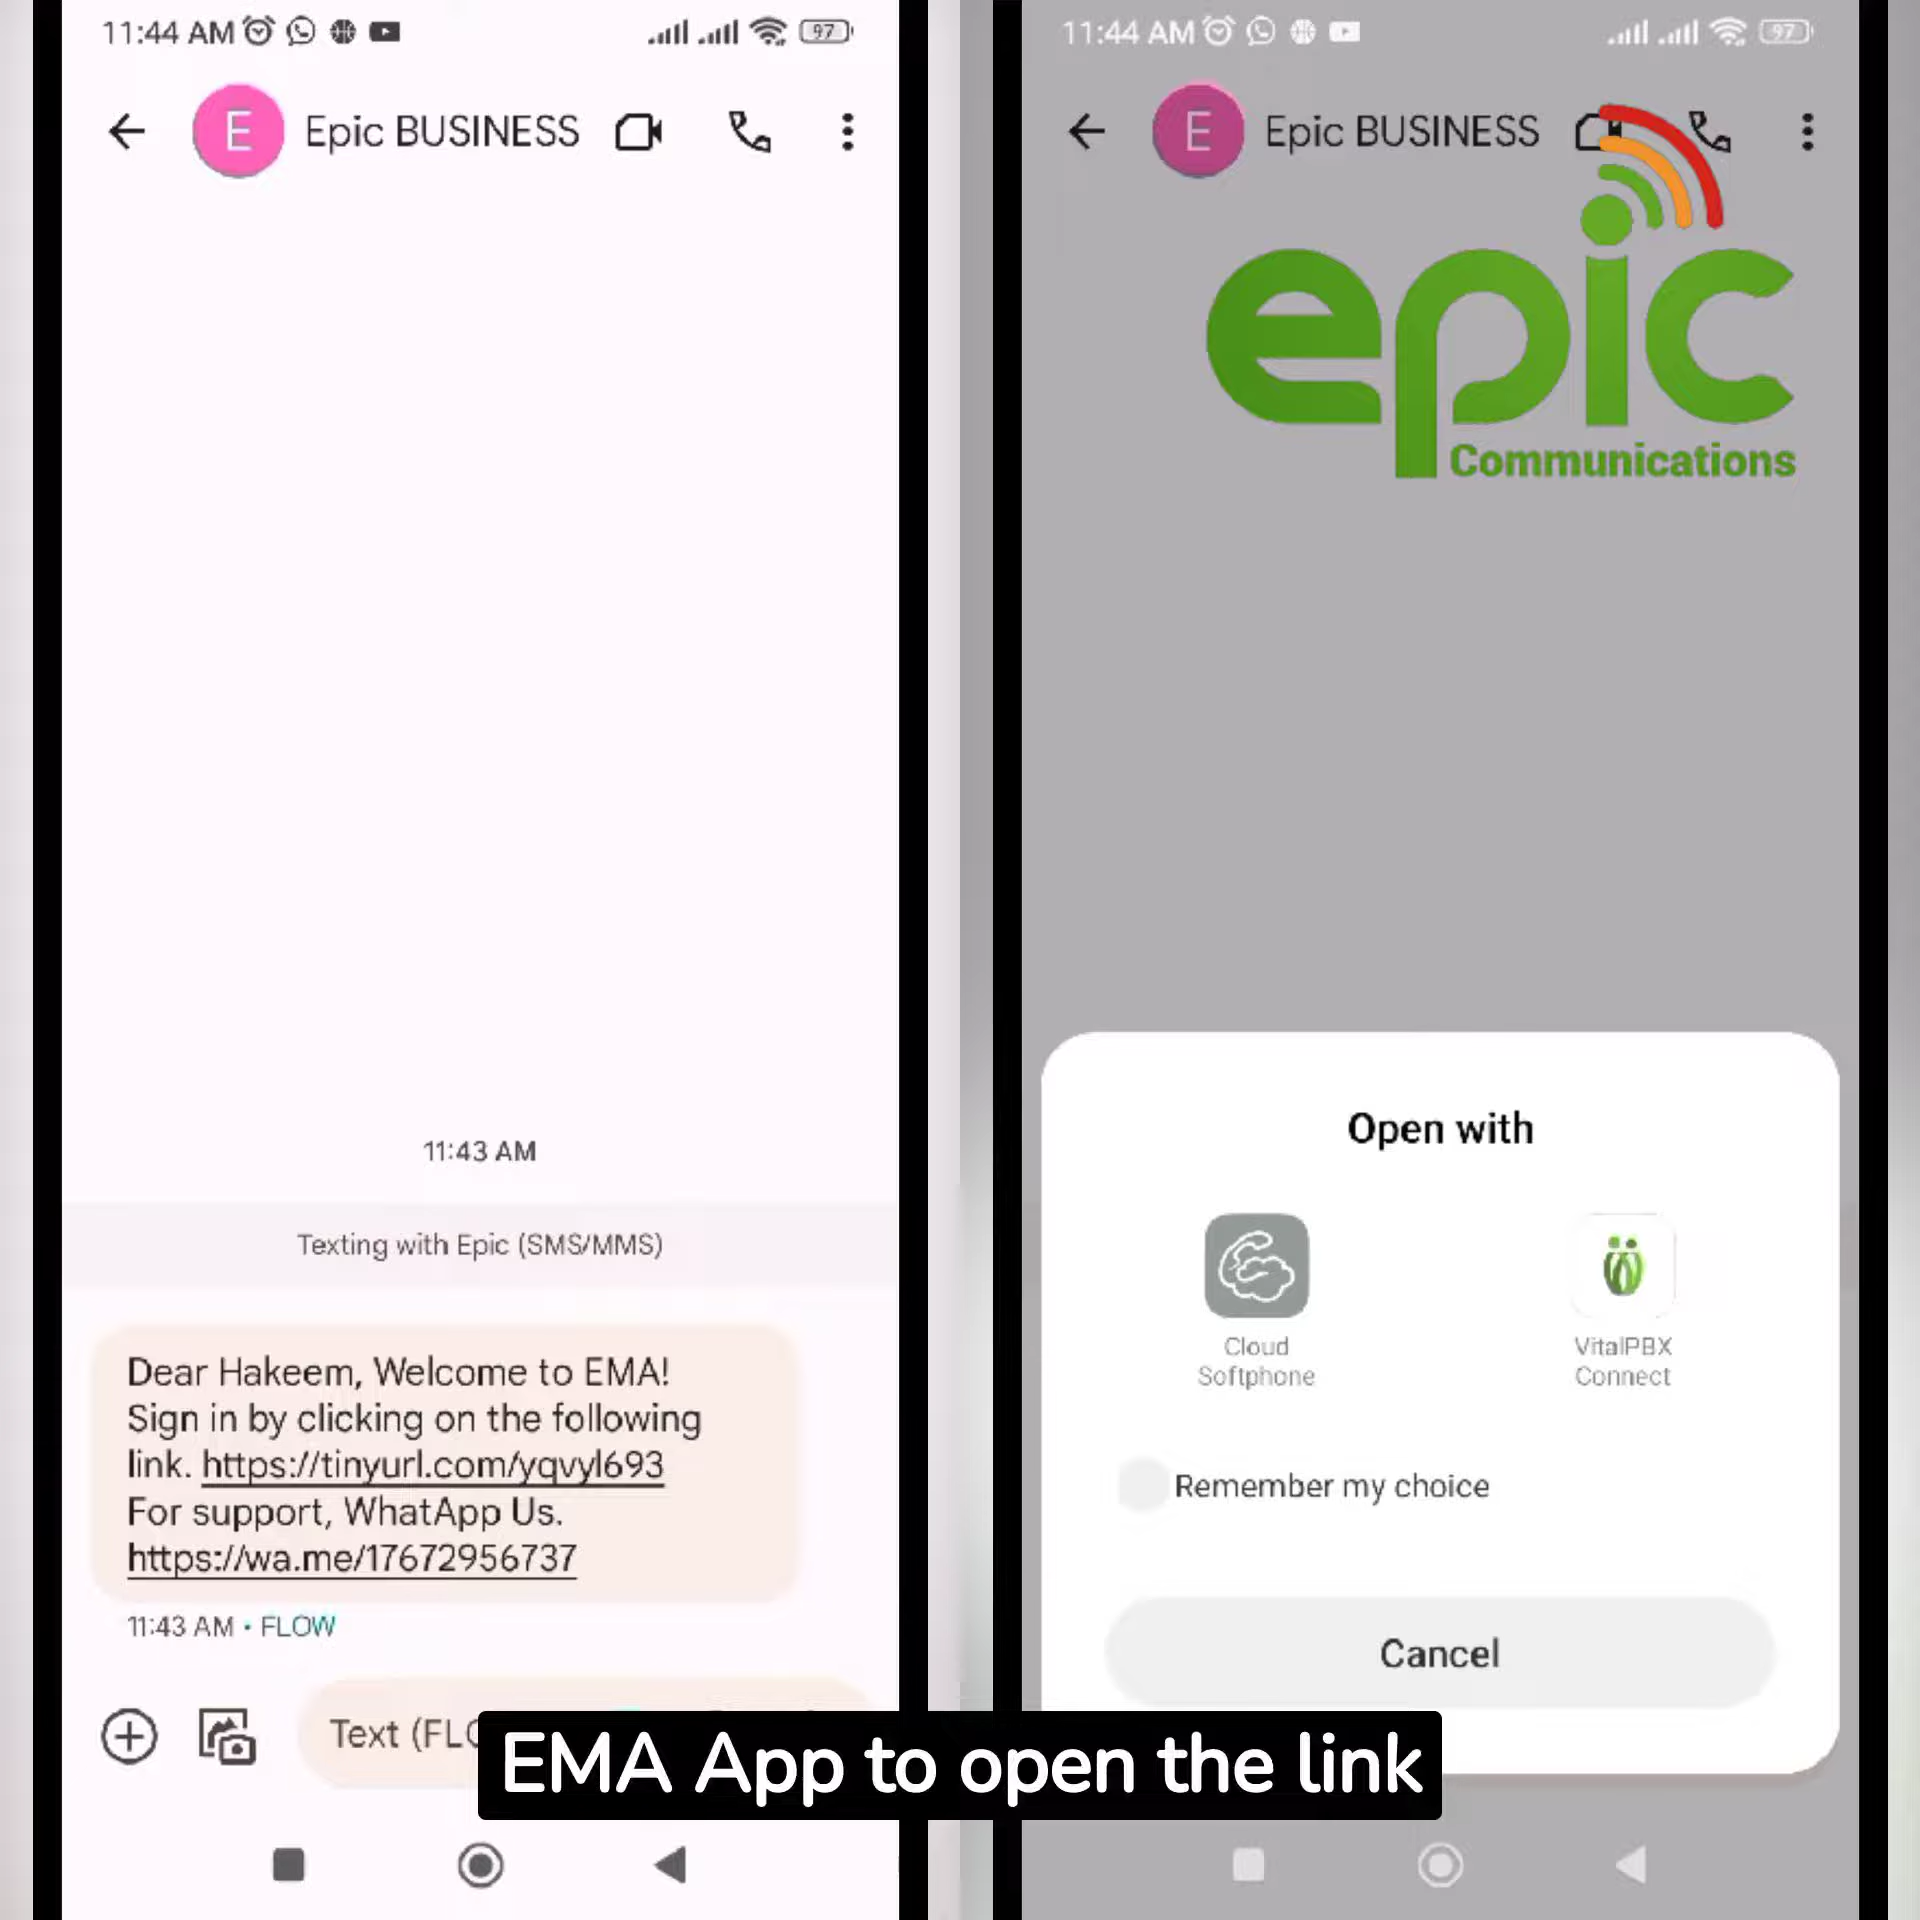 11:44 AM
97
E
Epic BUSINESS
11:43 AM
Texting with Epic (SMS/MMS)
Dear Hakeem, Welcome to EMA!
Sign in by clicking on the following
link. https://tinyurl.com/yqvyl693
For support, WhatApp Us.
https://wa.me/17672956737
11:43 AM • FLOW
Text (FLO
11:44 AM
97
E
Epic BUSINESS
epic
Communications
Open with
Cloud
Softphone
VitalPBX
Connect
Remember my choice
Cancel
EMA App to open the link